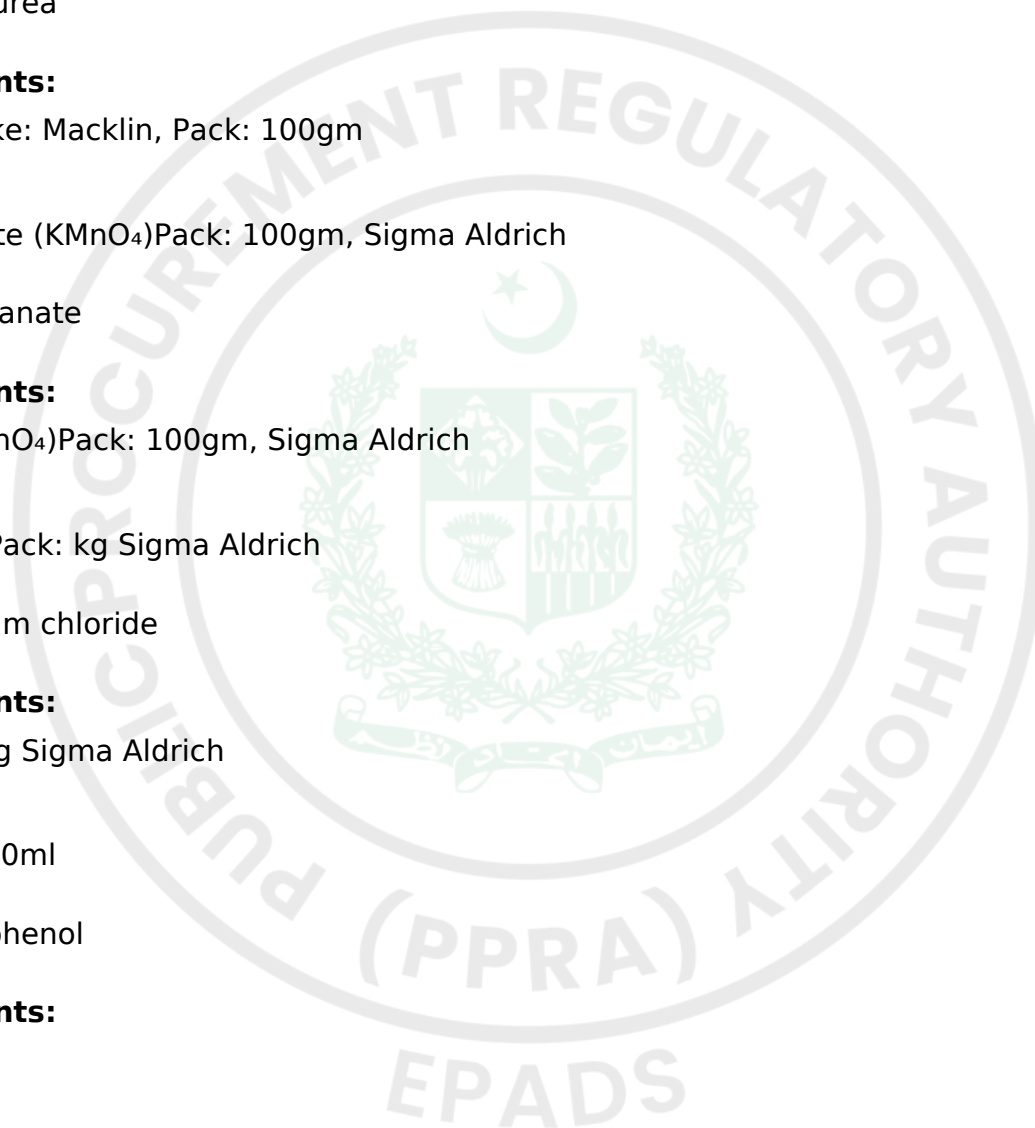 urea
nts:
ke: Macklin, Pack: 100gm
te (KMnO₄)Pack: 100gm, Sigma Aldrich
anate
nts:
nO₄)Pack: 100gm, Sigma Aldrich
Pack: kg Sigma Aldrich
m chloride
nts:
g Sigma Aldrich
0ml
phenol
nts:
PUBLIC PROCUREMENT REGULATORY AUTHORITY
(PPRA)
EPADS